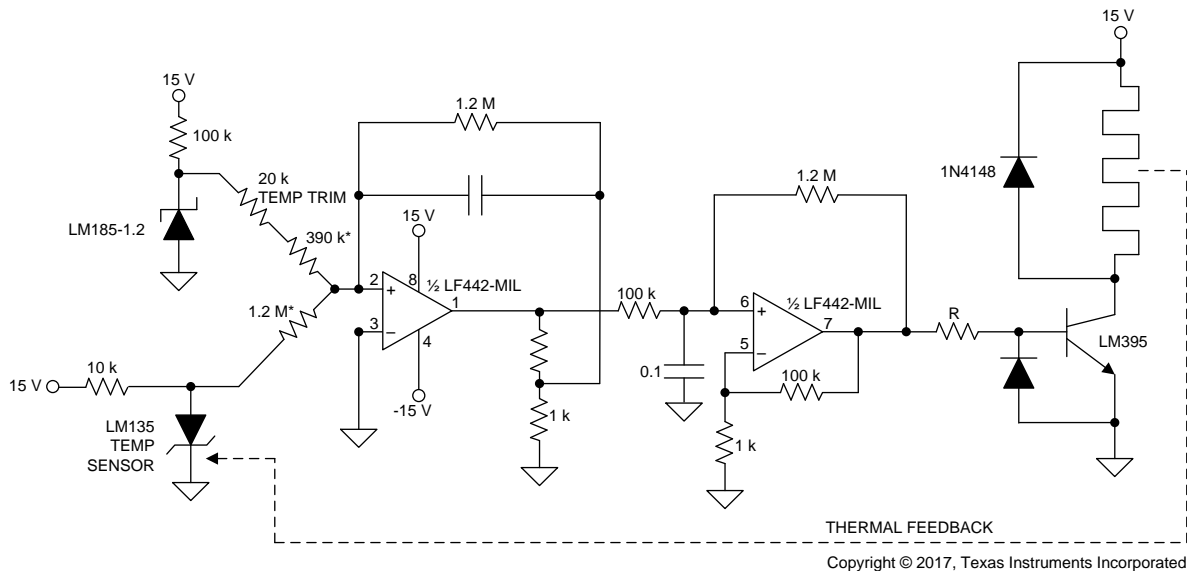 15 V
15 V
1.2 M
100 k
20 k
TEMP TRIM
1N4148
1.2 M
LM185-1.2
15 V
390 k*
2
+
8
½ LF442-MIL
1
3
−
4
1.2 M*
-15 V
100 k
6
+
½ LF442-MIL
7
5
−
R
LM395
15 V
10 k
0.1
100 k
1 k
1 k
LM135
TEMP
SENSOR
THERMAL FEEDBACK
Copyright © 2017, Texas Instruments Incorporated